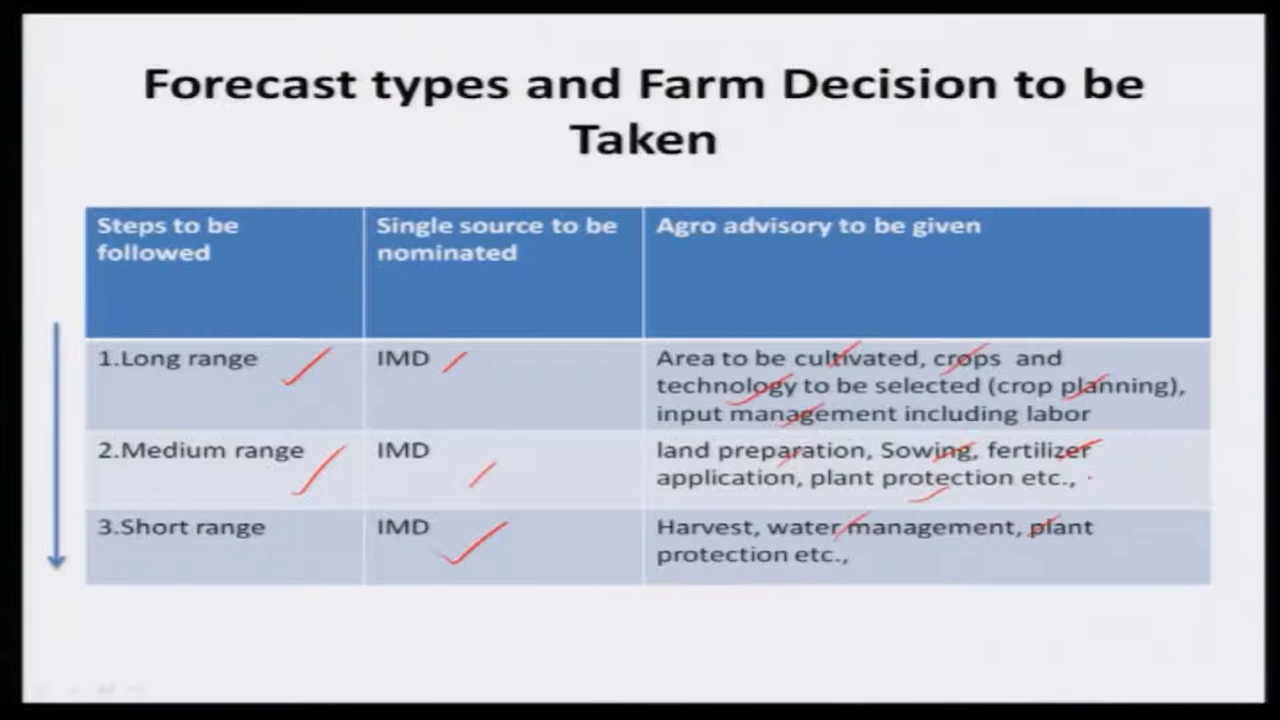 Forecast types and Farm Decision to be
Taken
Steps to be
followed
Single source to be
nominated
Agro advisory to be given
1.Long range
IMD
Area to be cultivated, crops and
technology to be selected (crop planning),
input management including labor
2.Medium range
IMD
land preparation, Sowing, fertilizer
application, plant protection etc.,
3.Short range
IMD
Harvest, water management, plant
protection etc.,